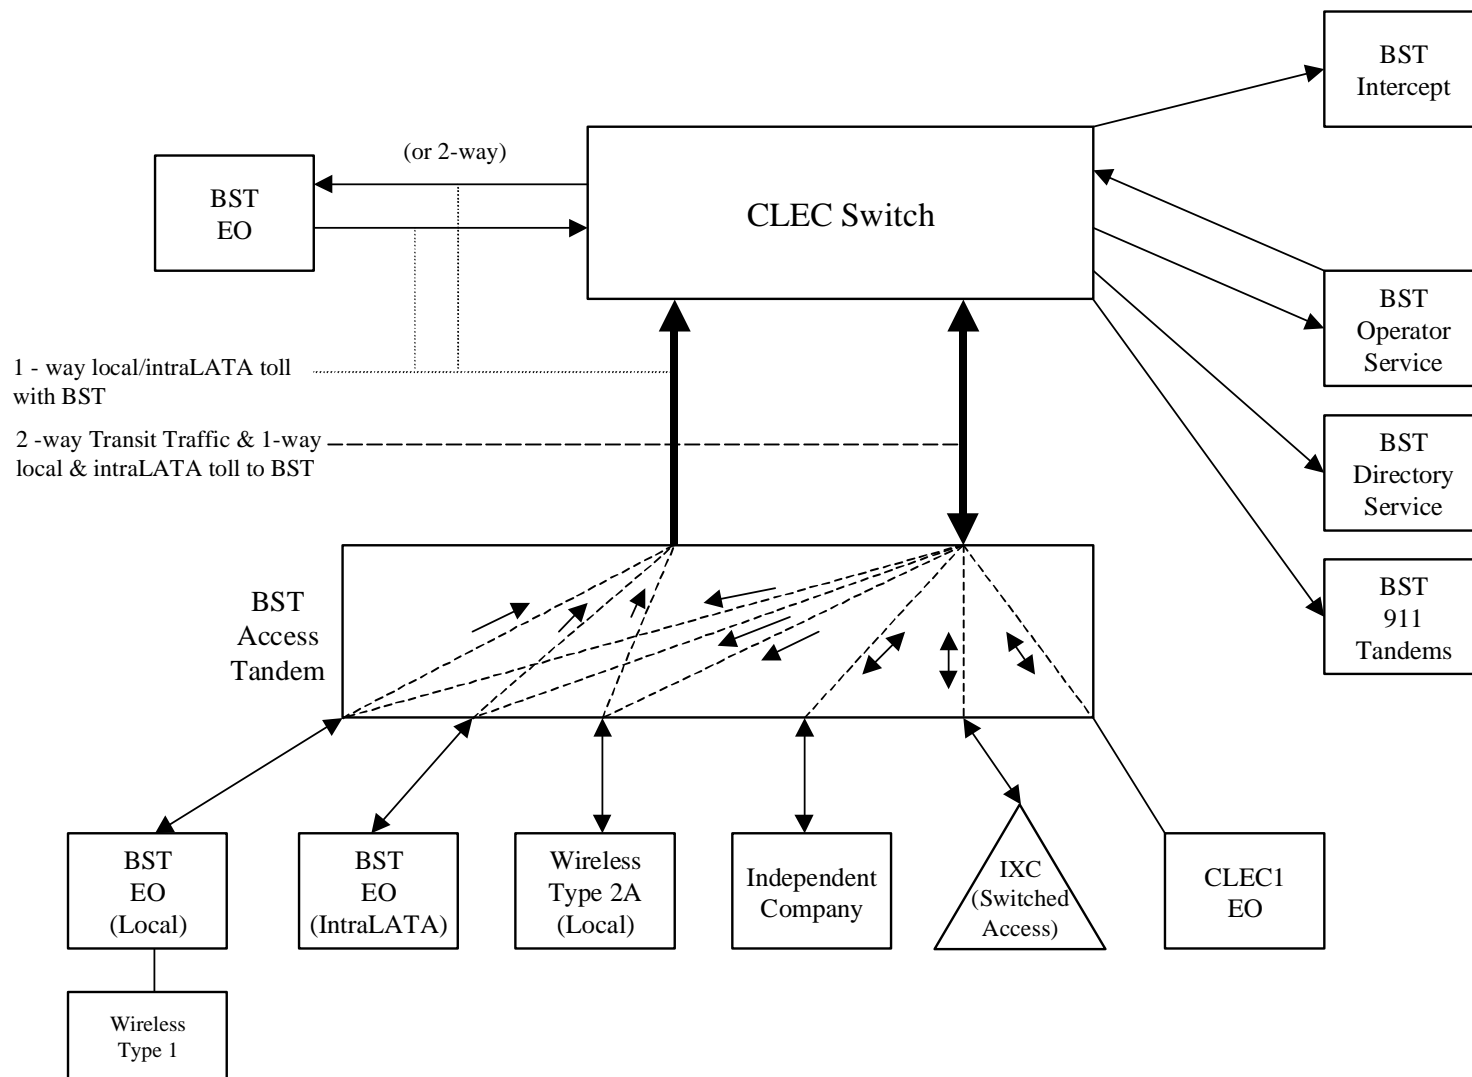 BST
Intercept
(or 2-way)
BST
EO
CLEC Switch
BST
Operator
Service
1 - way local/intraLATA toll
with BST
2 -way Transit Traffic & 1-way
local & intraLATA toll to BST
BST
Directory
Service
BST
Access
Tandem
BST
911
Tandems
BST
EO
(Local)
BST
EO
(IntraLATA)
Wireless
Type 2A
(Local)
Independent
Company
IXC
(Switched
Access)
CLEC1
EO
Wireless
Type 1